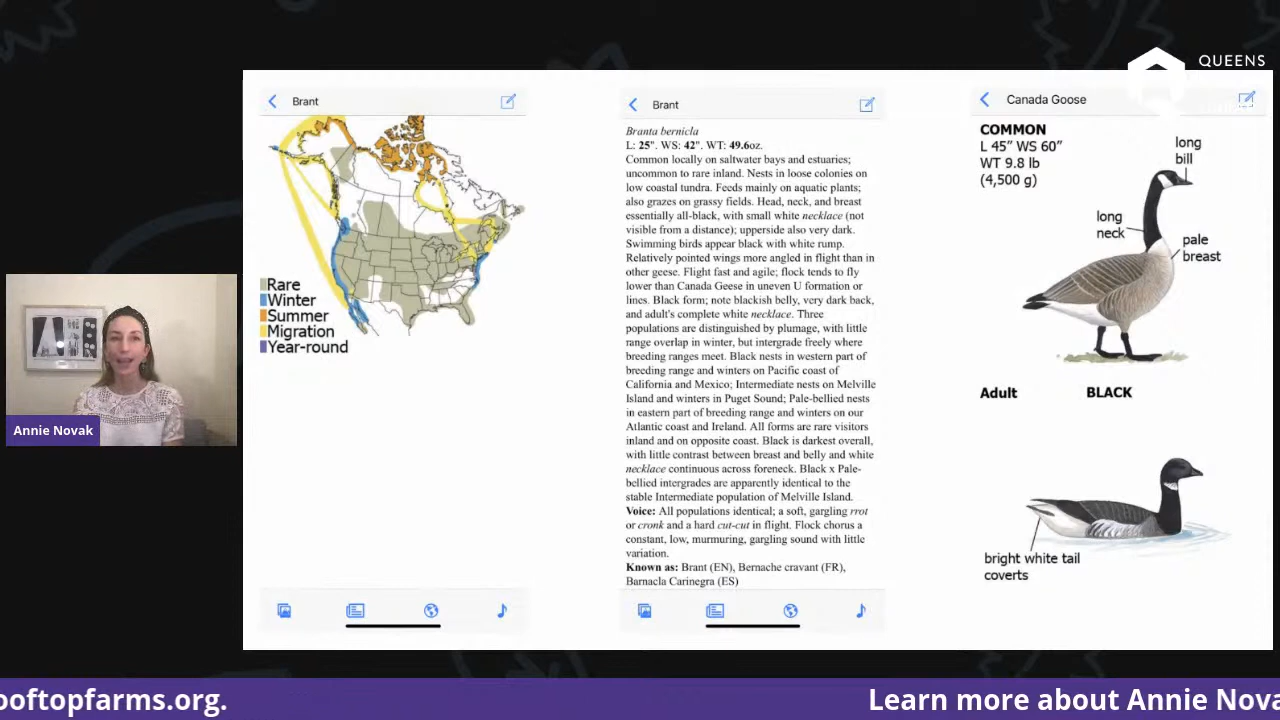 QUEENS
Brant
Rare
Winter
Summer
Migration
Year-round
Brant
Branta bernicla
L: 25". WS: 42". WT: 49.6oz.
Common locally on saltwater bays and estuaries;
uncommon to rare inland. Nests in loose colonies on
low coastal tundra. Feeds mainly on aquatic plants;
also grazes on grassy fields. Head, neck, and breast
essentially all-black, with small white necklace (not
visible from a distance); upperside also very dark.
Swimming birds appear black with white rump.
Relatively pointed wings more angled in flight than in
other geese. Flight fast and agile; flock tends to fly
lower than Canada Geese in uneven U formation or
lines. Black form; note blackish belly, very dark back,
and adult's complete white necklace. Three
populations are distinguished by plumage, with little
range overlap in winter, but intergrade freely where
breeding ranges meet. Black nests in western part of
breeding range and winters on Pacific coast of
California and Mexico; Intermediate nests on Melville
Island and winters in Puget Sound; Pale-bellied nests
in eastern part of breeding range and winters on our
Atlantic coast and Ireland. All forms are rare visitors
inland and on opposite coast. Black is darkest overall,
with little contrast between breast and belly and white
necklace continuous across foreneck. Black x Pale-
bellied intergrades are apparently identical to the
stable Intermediate population of Melville Island.
Voice: All populations identical; a soft, gargling rrot
or cronk and a hard cut-cut in flight. Flock chorus a
constant, low, murmuring, gargling sound with little
variation.
Known as: Brant (EN), Bernache cravant (FR),
Barnacla Carinegra (ES)
Canada Goose
COMMON
L 45” WS 60”
WT 9.8 lb
(4,500 g)
long
bill
long
neck
pale
breast
Adult BLACK
bright white tail
coverts
Annie Novak
ooftopfarms.org. Learn more about Annie Nova